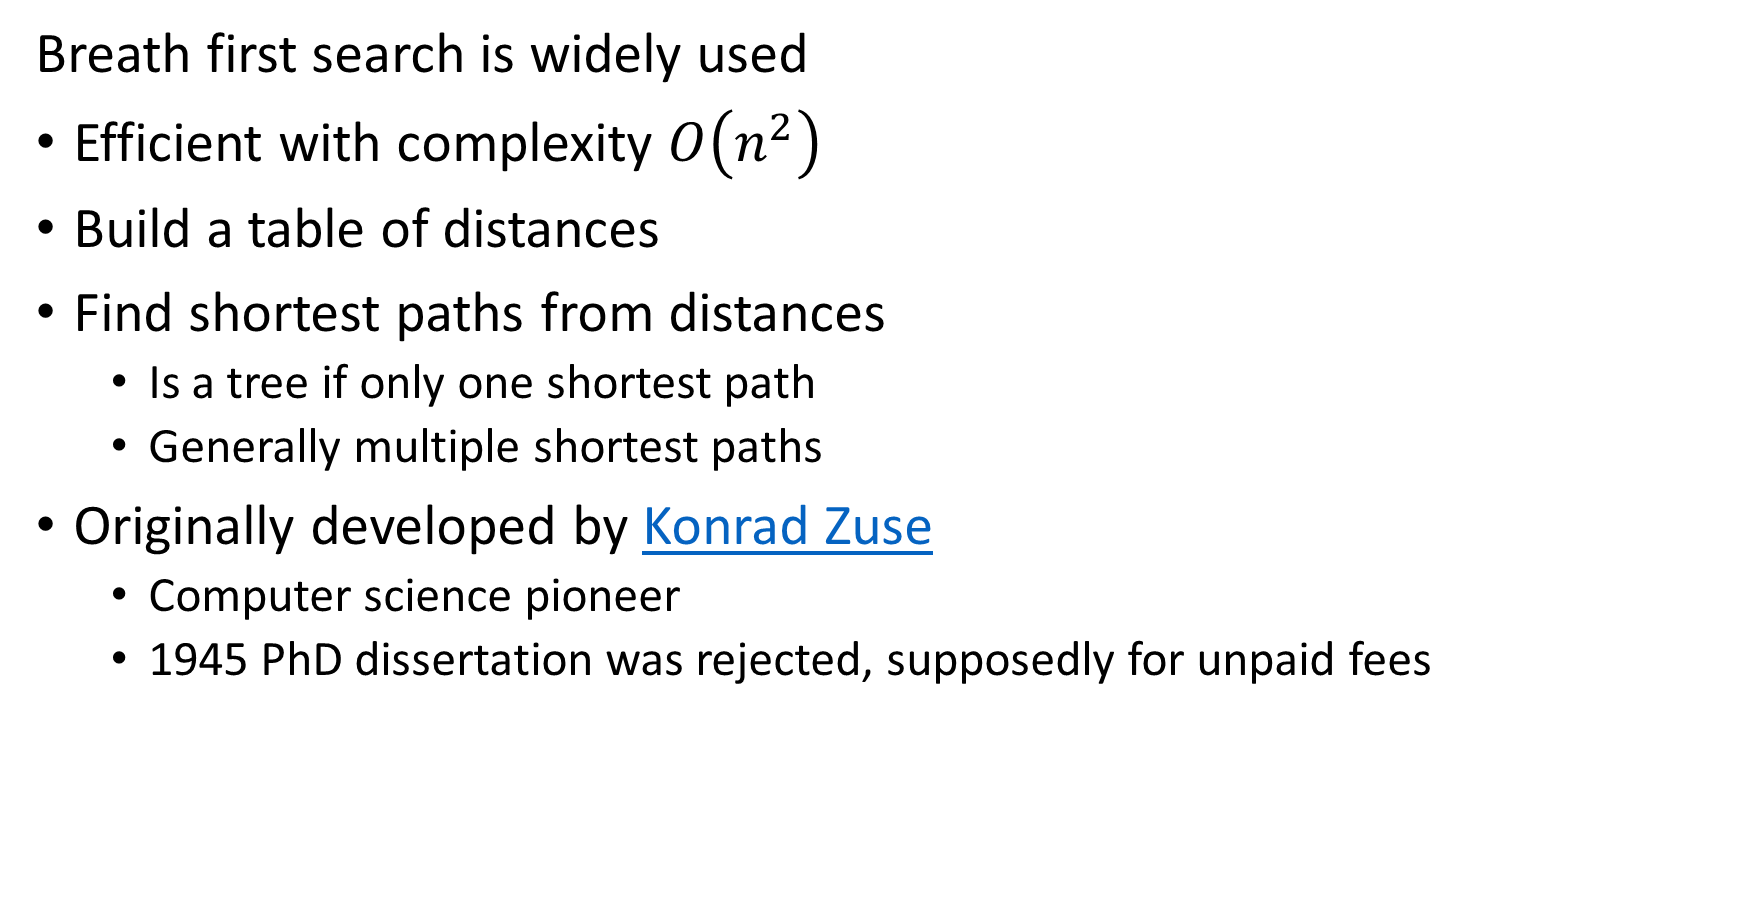 Breath first search is widely used
• Efficient with complexity O(n²)
• Build a table of distances
• Find shortest paths from distances
• Is a tree if only one shortest path
• Generally multiple shortest paths
• Originally developed by Konrad Zuse
• Computer science pioneer
• 1945 PhD dissertation was rejected, supposedly for unpaid fees